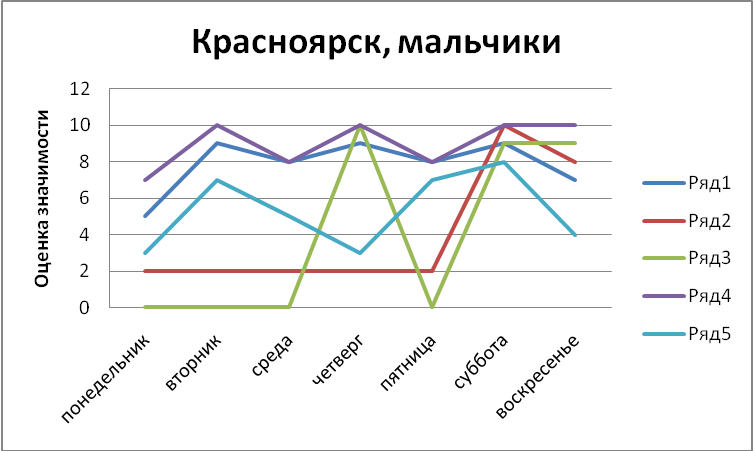 Красноярск, мальчики
Оценка значимости
12
10
8
6
4
2
0
понедельник
вторник
среда
четверг
пятница
суббота
воскресенье
Ряд1
Ряд2
Ряд3
Ряд4
Ряд5